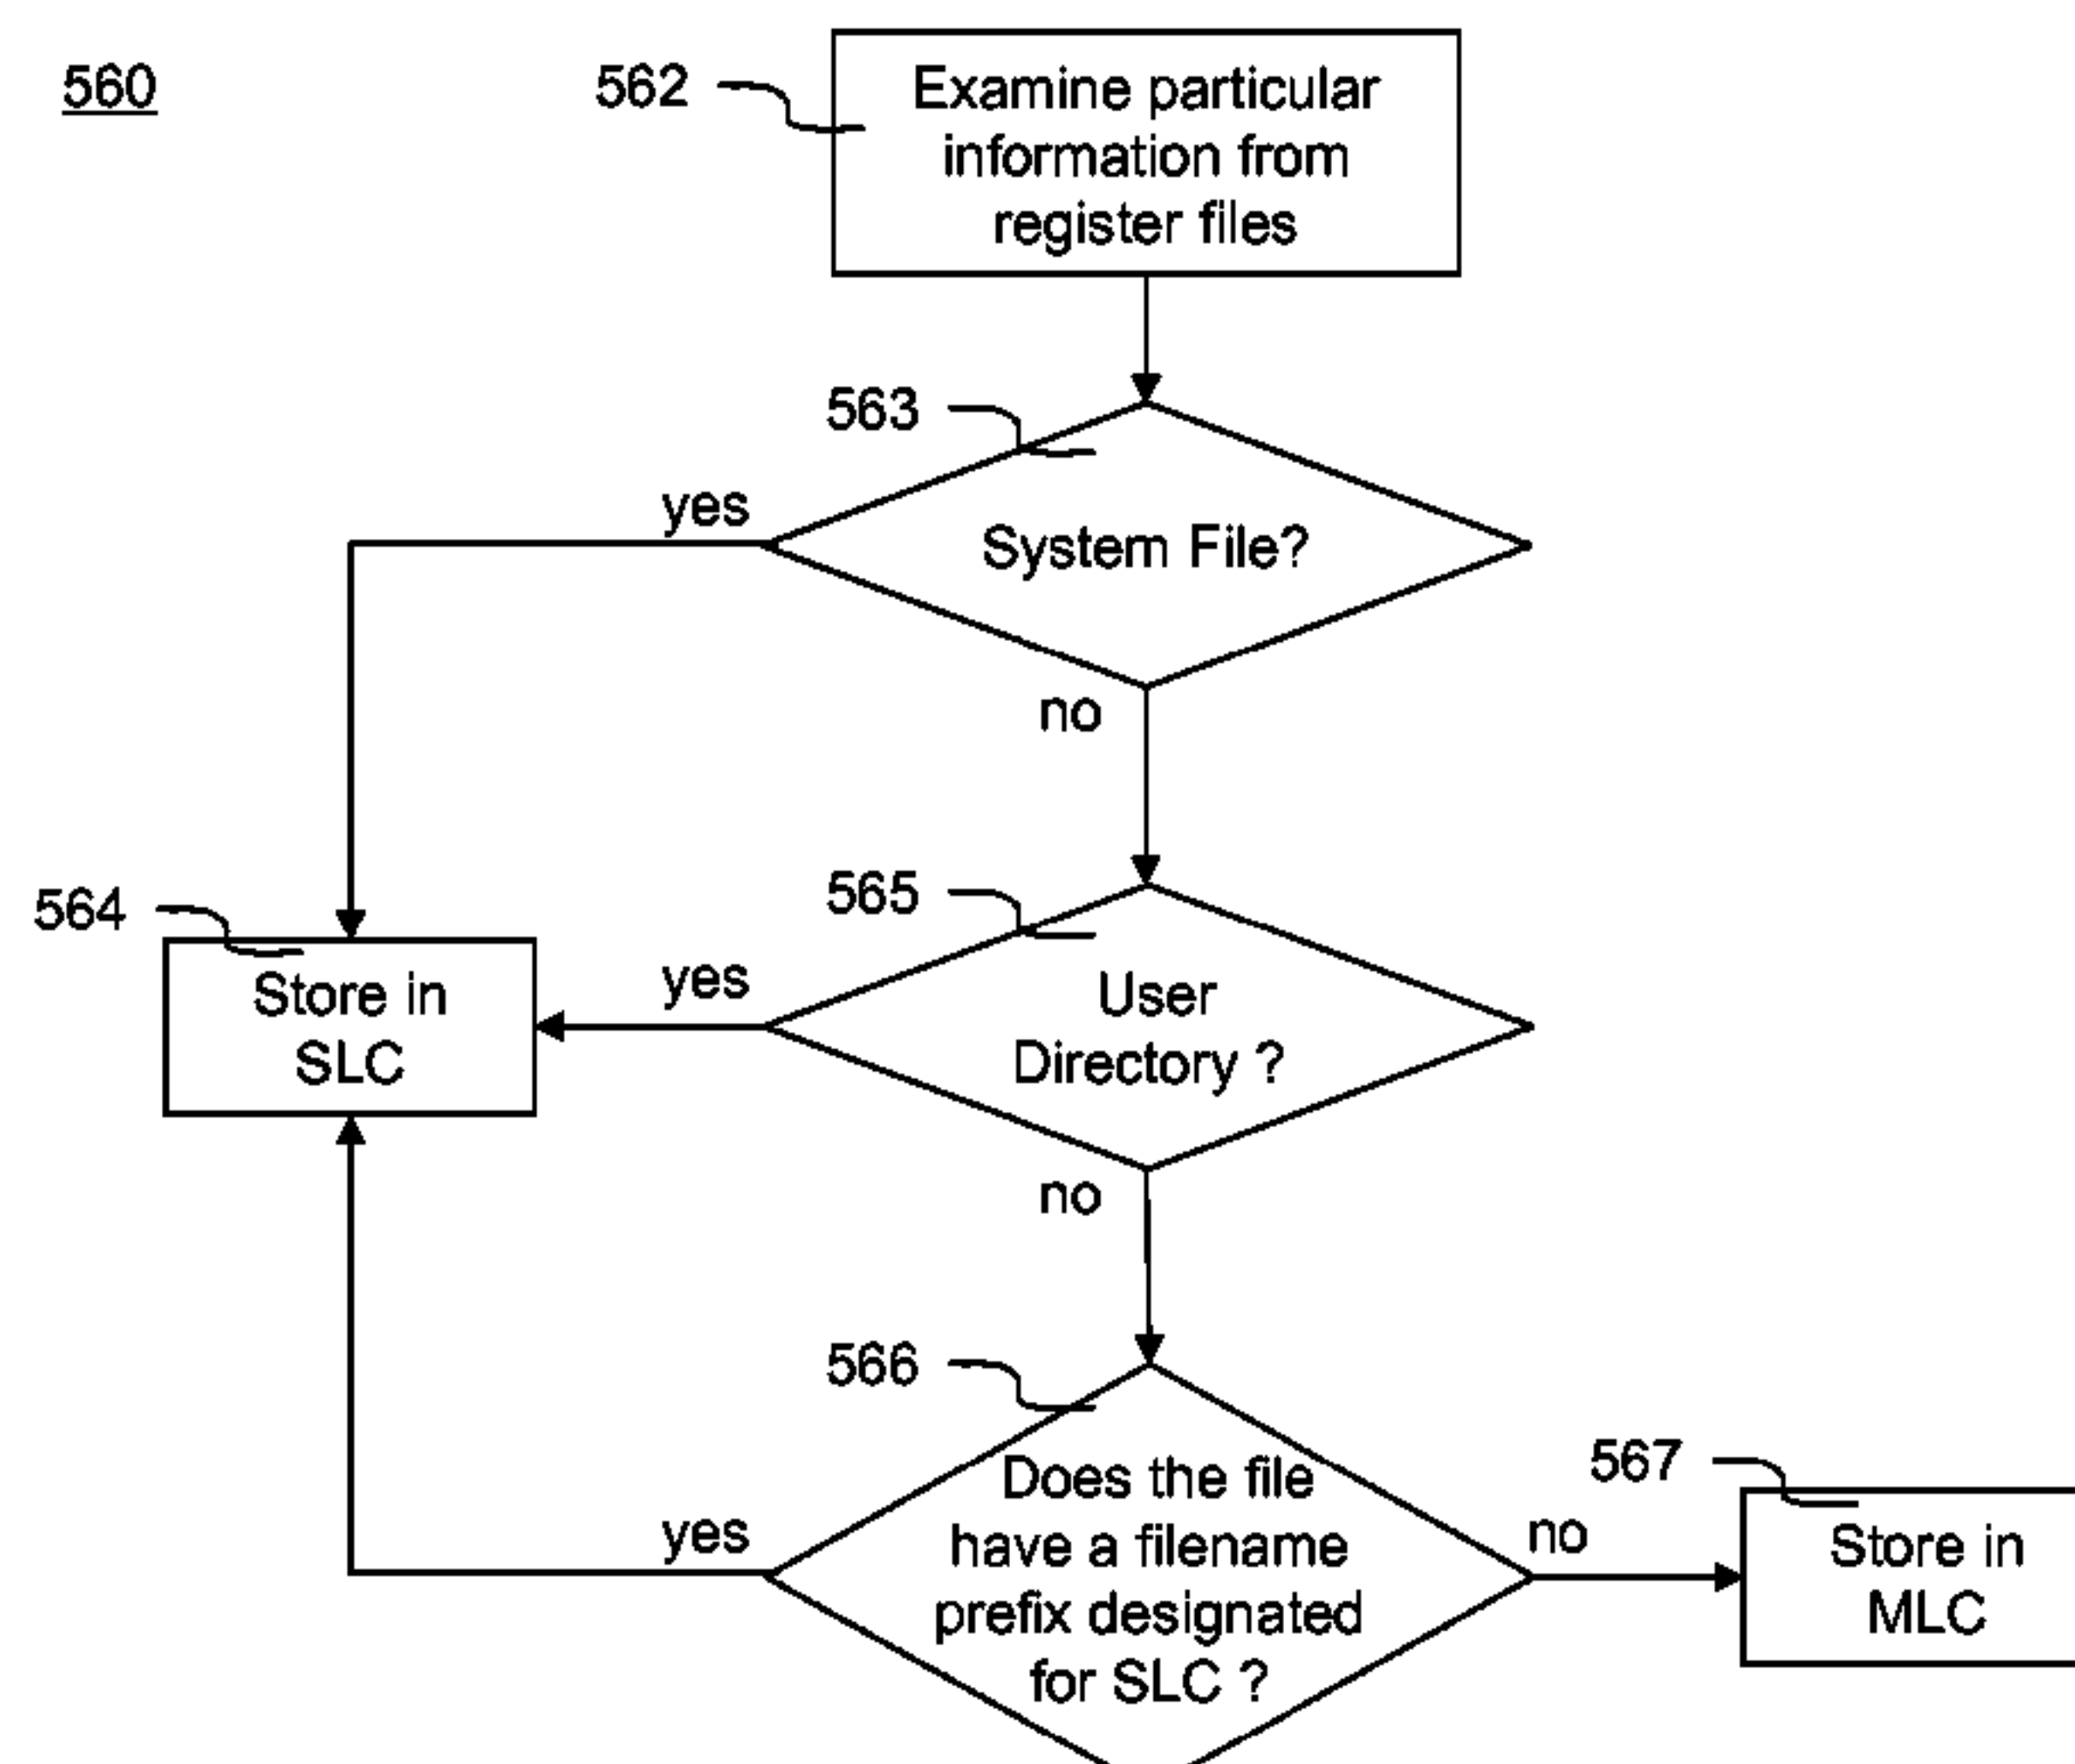 560
562
Examine particular
information from
register files
563
yes
System File?
no
564
Store in
SLC
565
yes
User
Directory ?
no
566
yes
Does the file
have a filename
prefix designated
for SLC ?
no
567
Store in
MLC